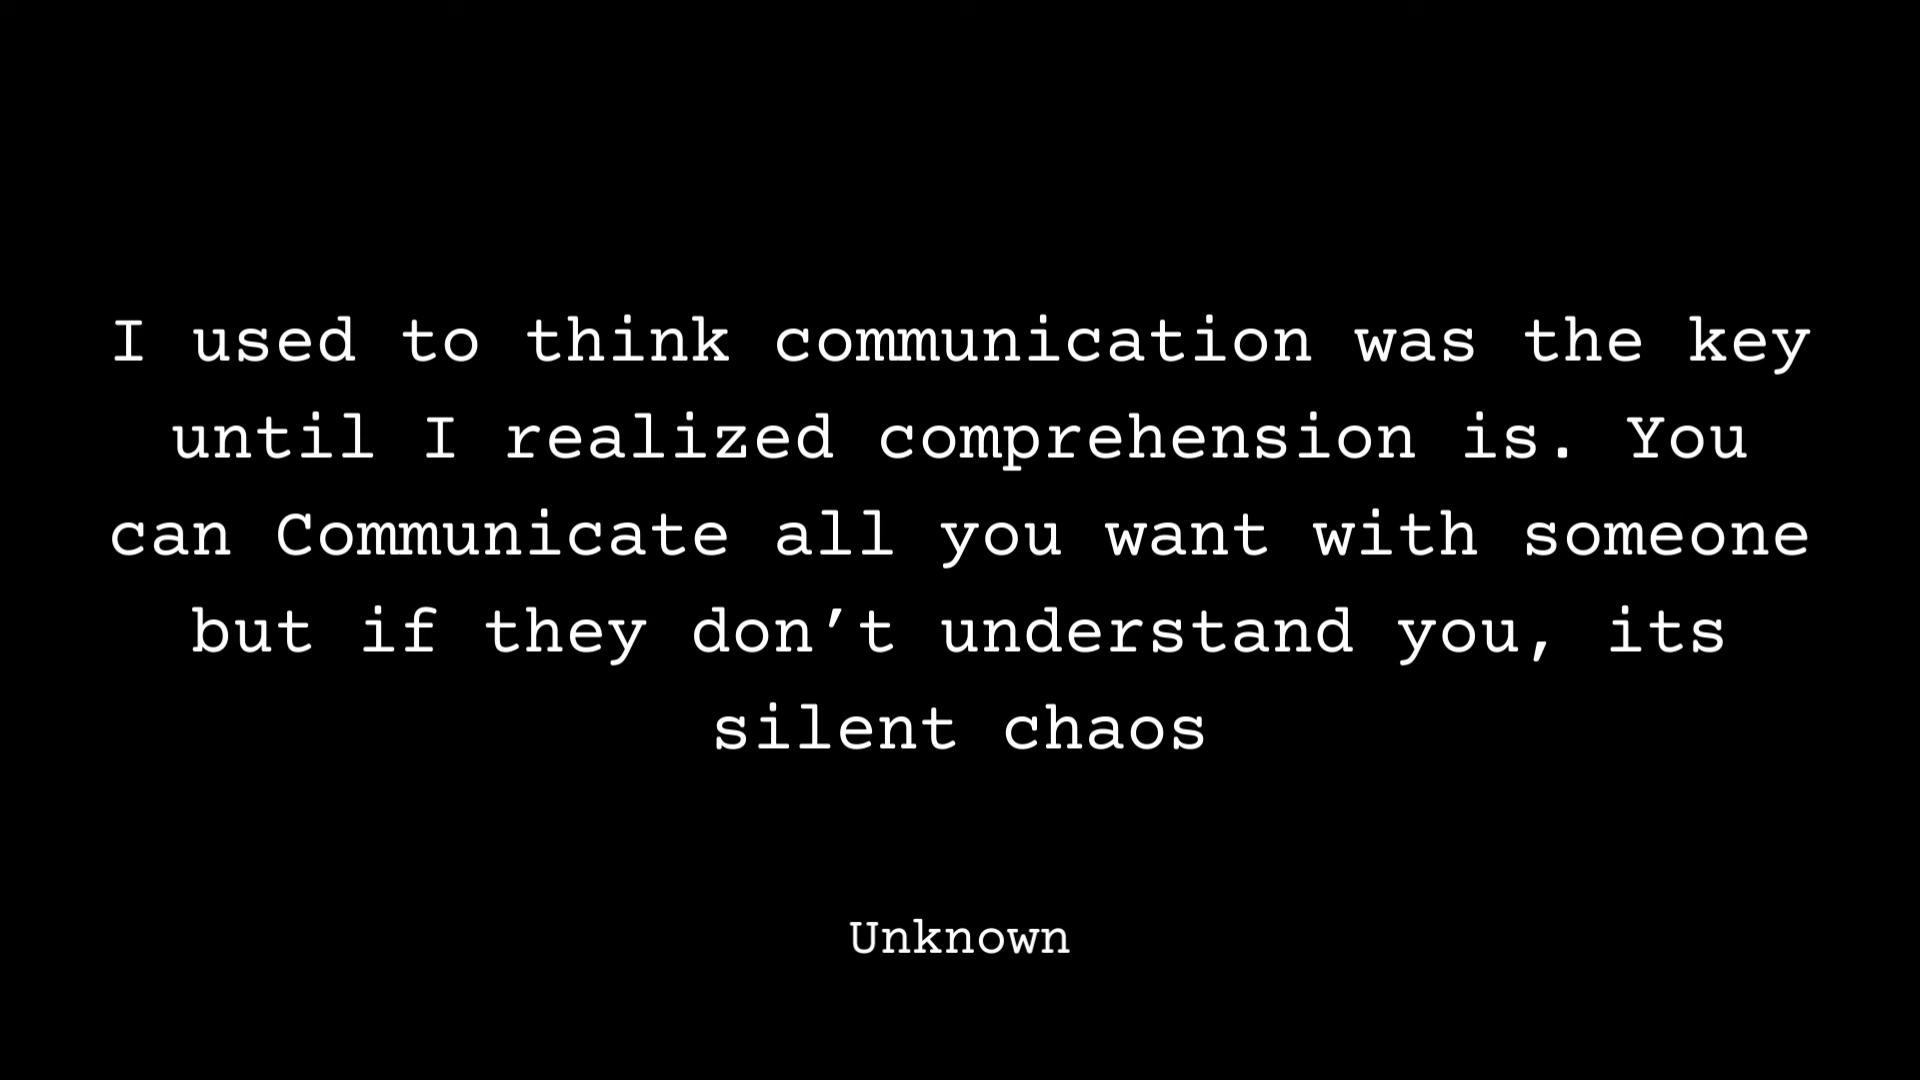 I used to think communication was the key
until I realized comprehension is. You
can Communicate all you want with someone
but if they don’t understand you, its
silent chaos
Unknown